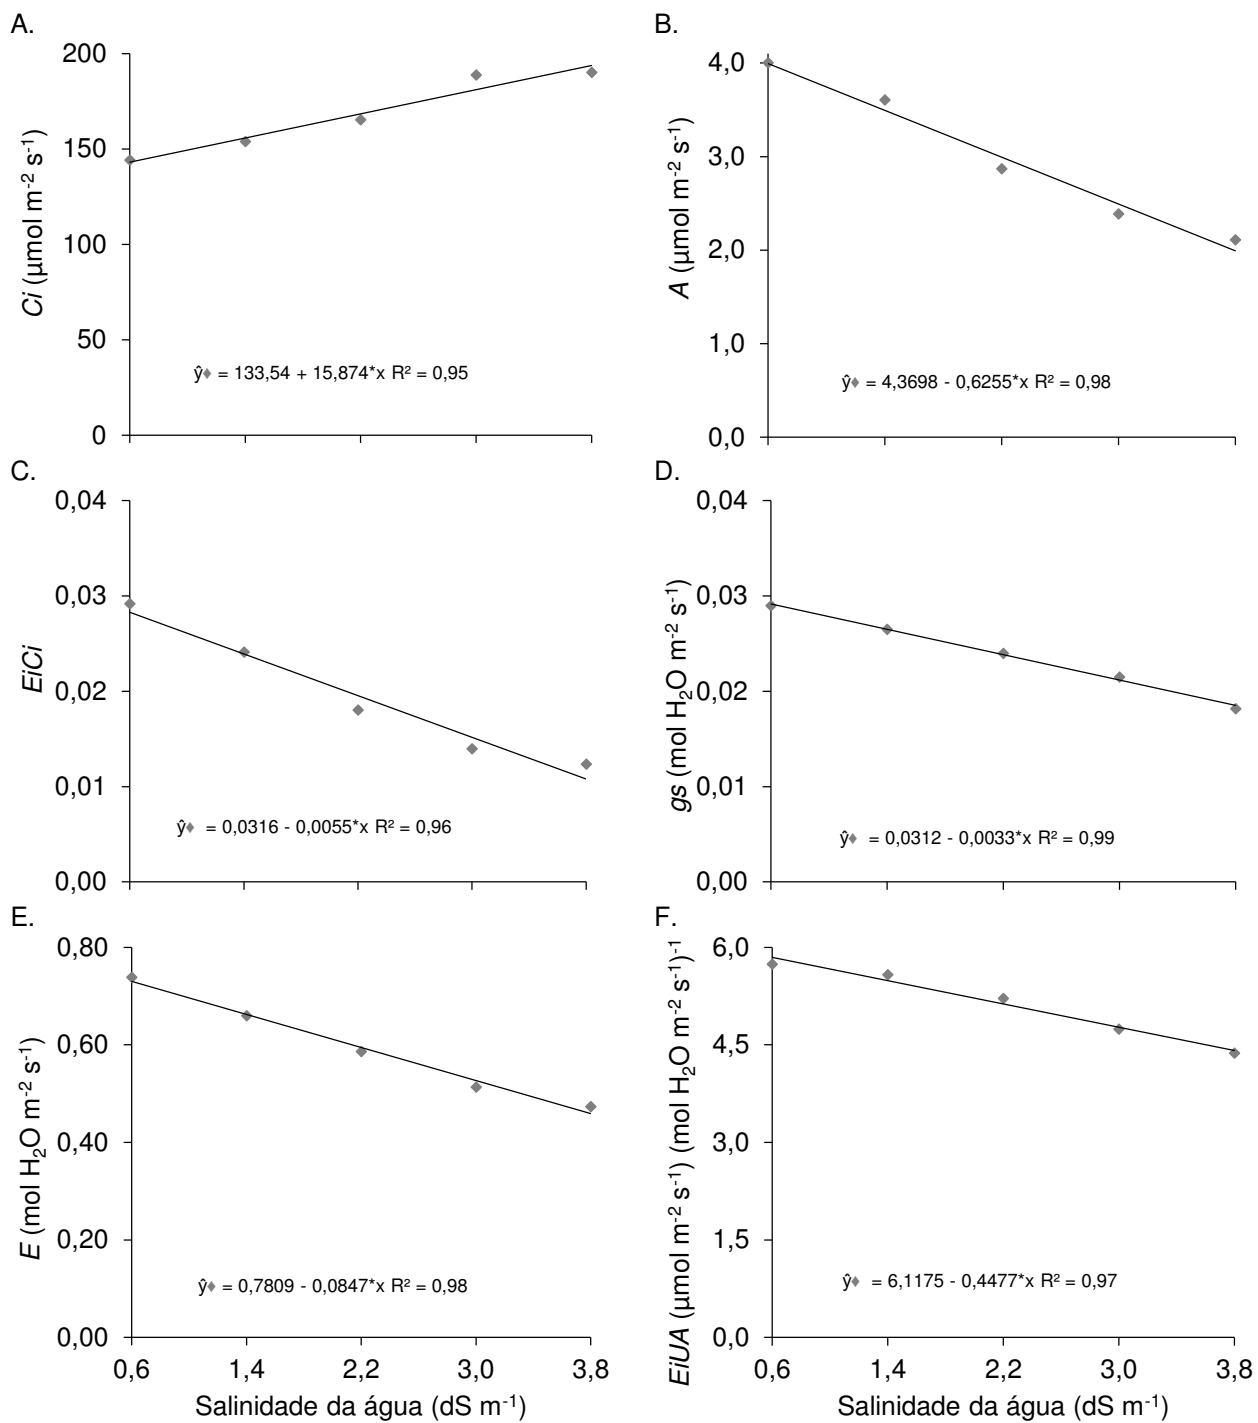 A.
200
150
100
50
0
Ci (µmol m-2 s-1)
ŷ♦ = 133,54 + 15,874*x R² = 0,95
B.
4,0
3,0
2,0
1,0
0,0
A (µmol m-2 s-1)
ŷ♦ = 4,3698 - 0,6255*x R² = 0,98
C.
0,04
0,03
0,02
0,01
0,00
EiCi
ŷ♦ = 0,0316 - 0,0055*x R² = 0,96
D.
0,04
0,03
0,02
0,01
0,00
gs (mol H2O m-2 s-1)
ŷ♦ = 0,0312 - 0,0033*x R² = 0,99
E.
0,80
0,60
0,40
0,20
0,00
E (mol H2O m-2 s-1)
ŷ♦ = 0,7809 - 0,0847*x R² = 0,98
0,6 1,4 2,2 3,0 3,8
Salinidade da água (dS m-1)
F.
6,0
4,5
3,0
1,5
0,0
EiUA (µmol m-2 s-1) (mol H2O m-2 s-1)-1
ŷ♦ = 6,1175 - 0,4477*x R² = 0,97
0,6 1,4 2,2 3,0 3,8
Salinidade da água (dS m-1)